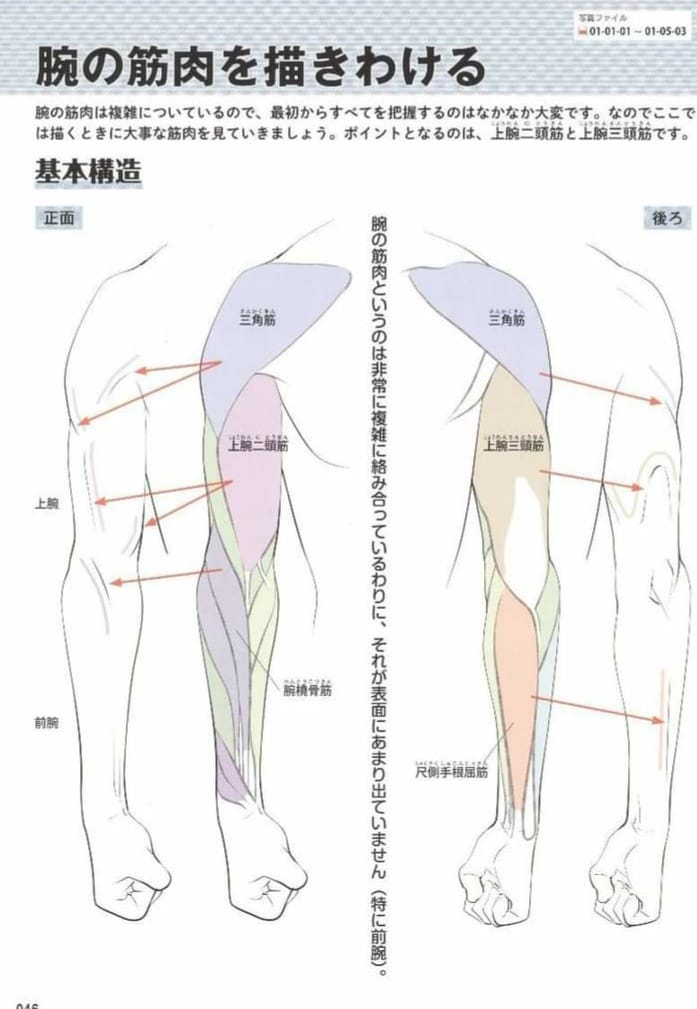 写真ファイル
01-01-01 ~ 01-05-03
腕の筋肉を描きわける
腕の筋肉は複雑についているので、最初からすべてを把握するのはなかなか大変です。なのでここで
は描くときに大事な筋肉を見ていきましょう。ポイントとなるのは、上腕二頭筋と上腕三頭筋です。
基本構造
正面
後ろ
腕の筋肉というのは非常に複雑に絡み合っているわりに、それが表面にあまり出ていません（特に前腕）。
三角筋
上腕二頭筋
上腕
腕橈骨筋
前腕
三角筋
上腕三頭筋
尺側手根屈筋
046